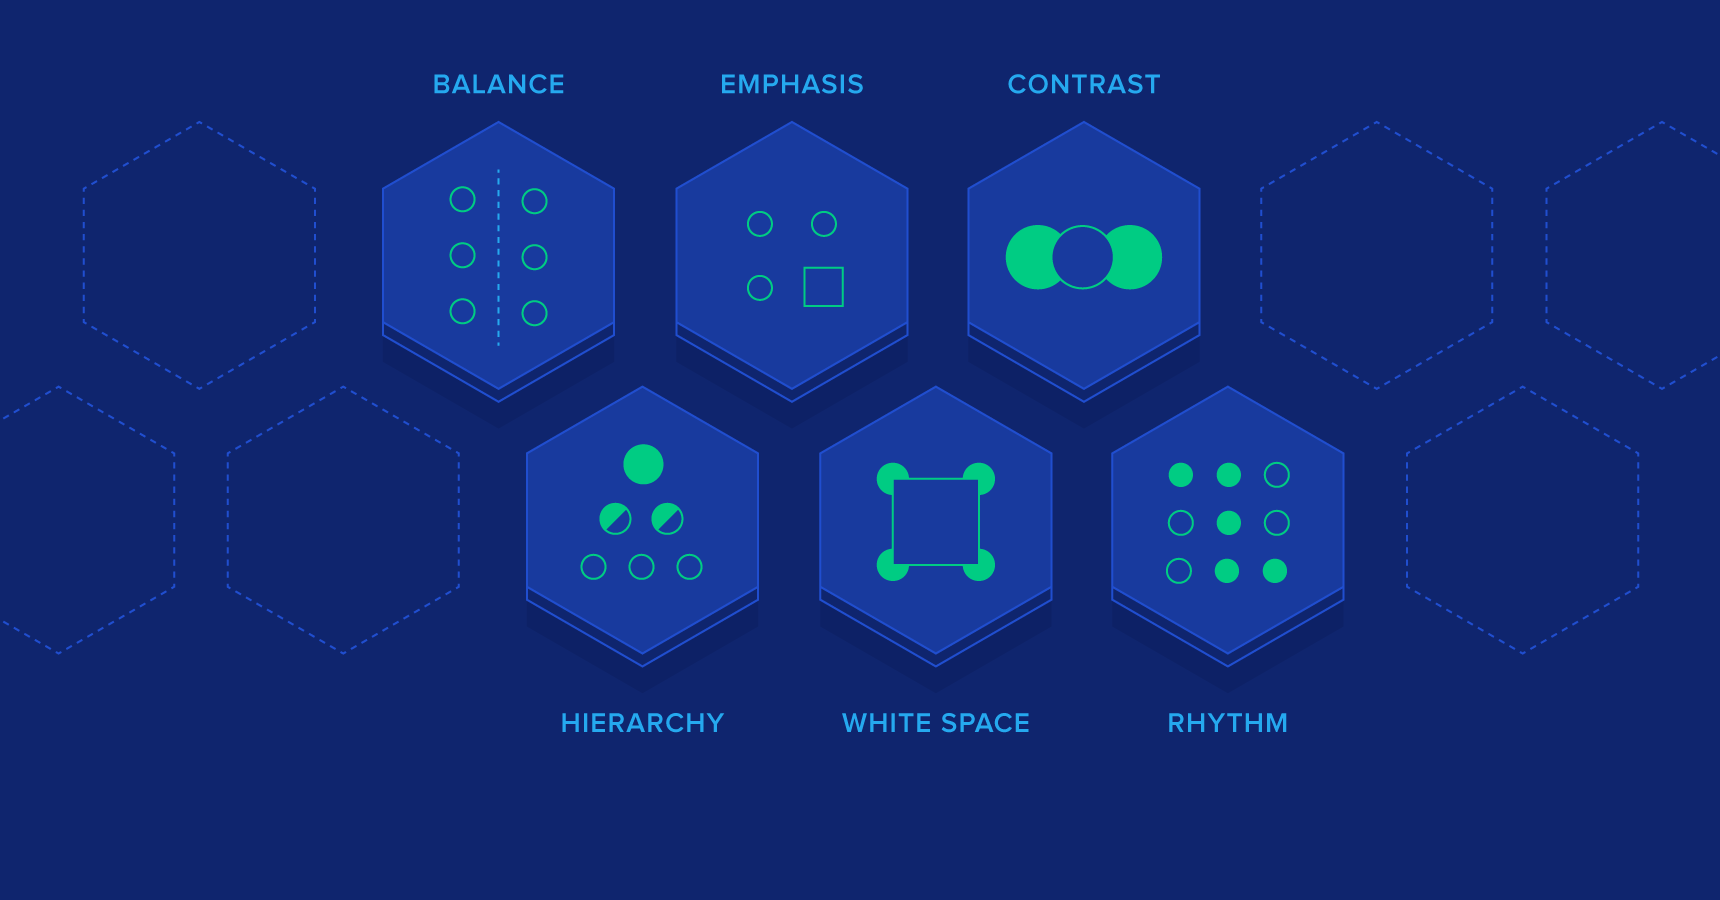 BALANCE
EMPHASIS
CONTRAST
HIERARCHY
WHITE SPACE
RHYTHM